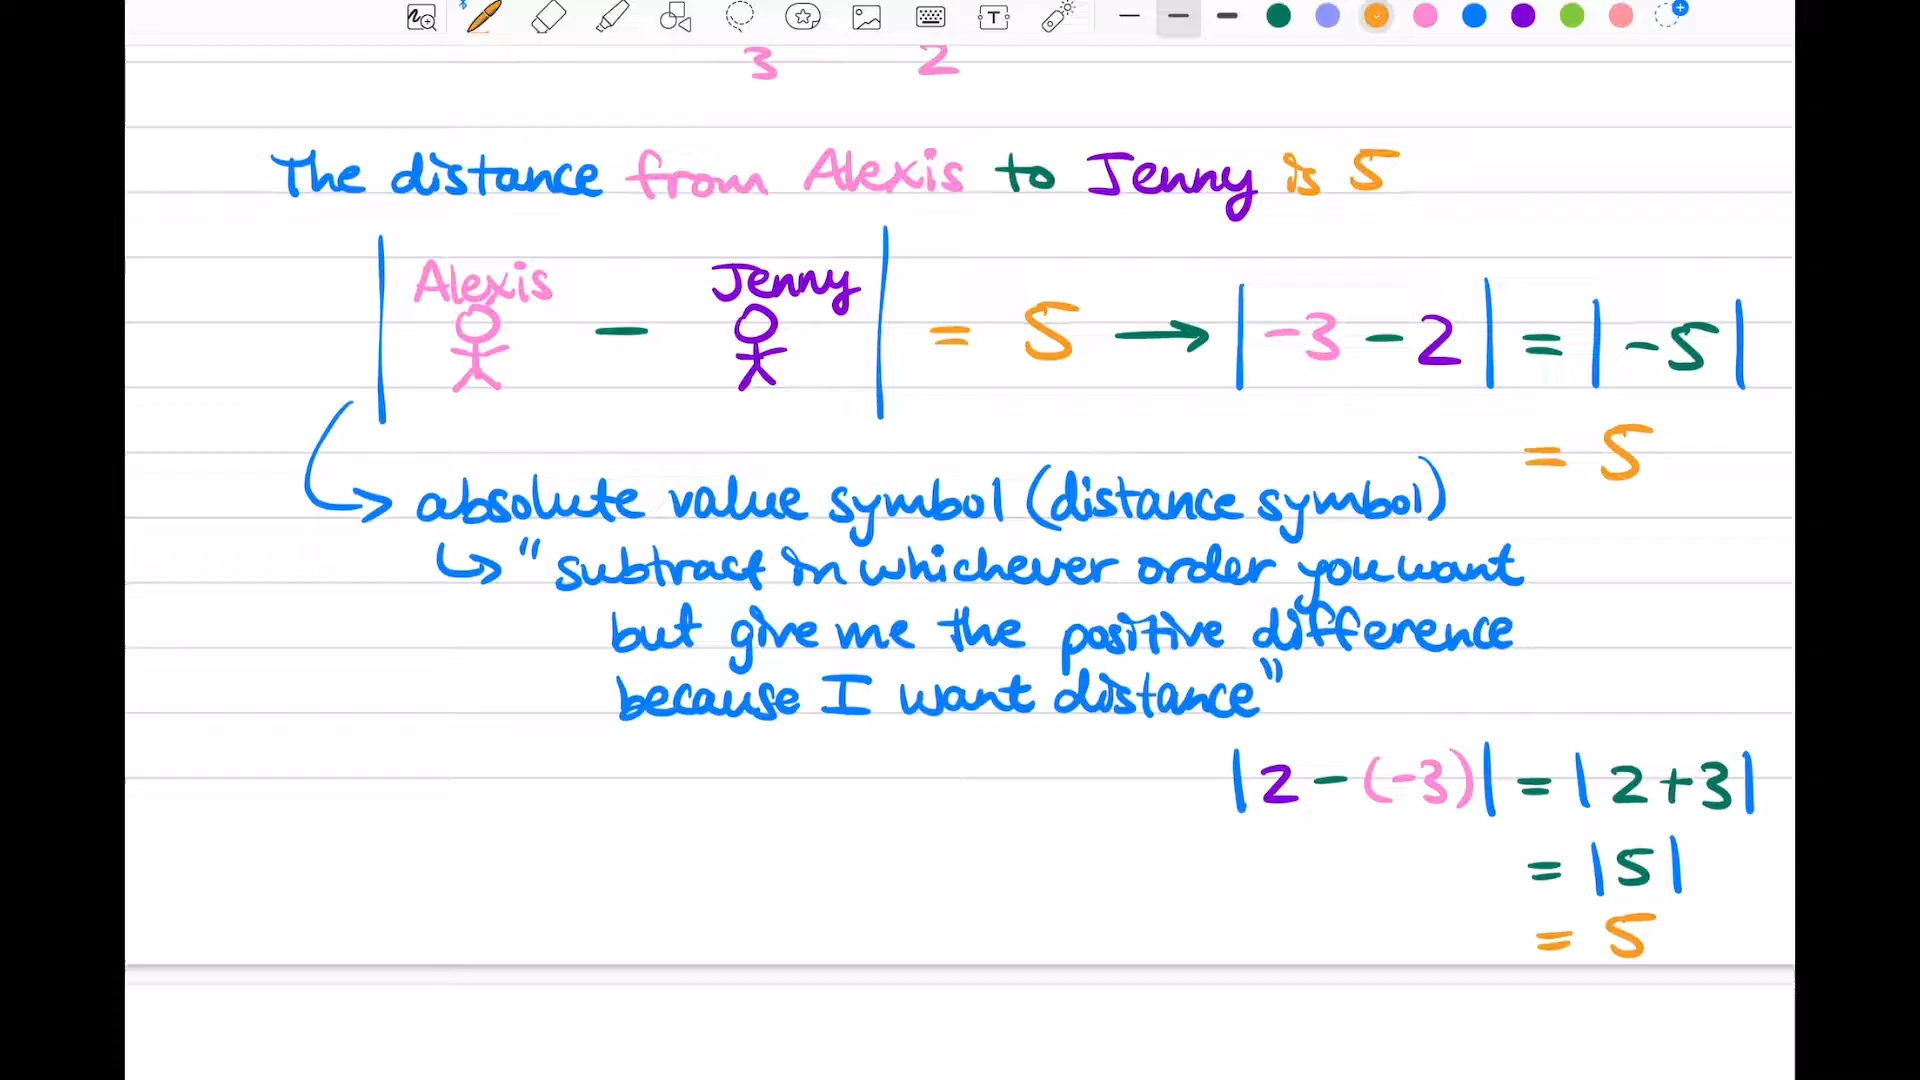 3 2
The distance from Alexis to Jenny is 5
|Alexis - Jenny| = 5 → |-3-2| = |-5|
= 5
↳ absolute value symbol (distance symbol)
↳ "subtract in whichever order you want
but give me the positive difference
because I want distance"
|2-(-3)| = |2+3|
= |5|
= 5